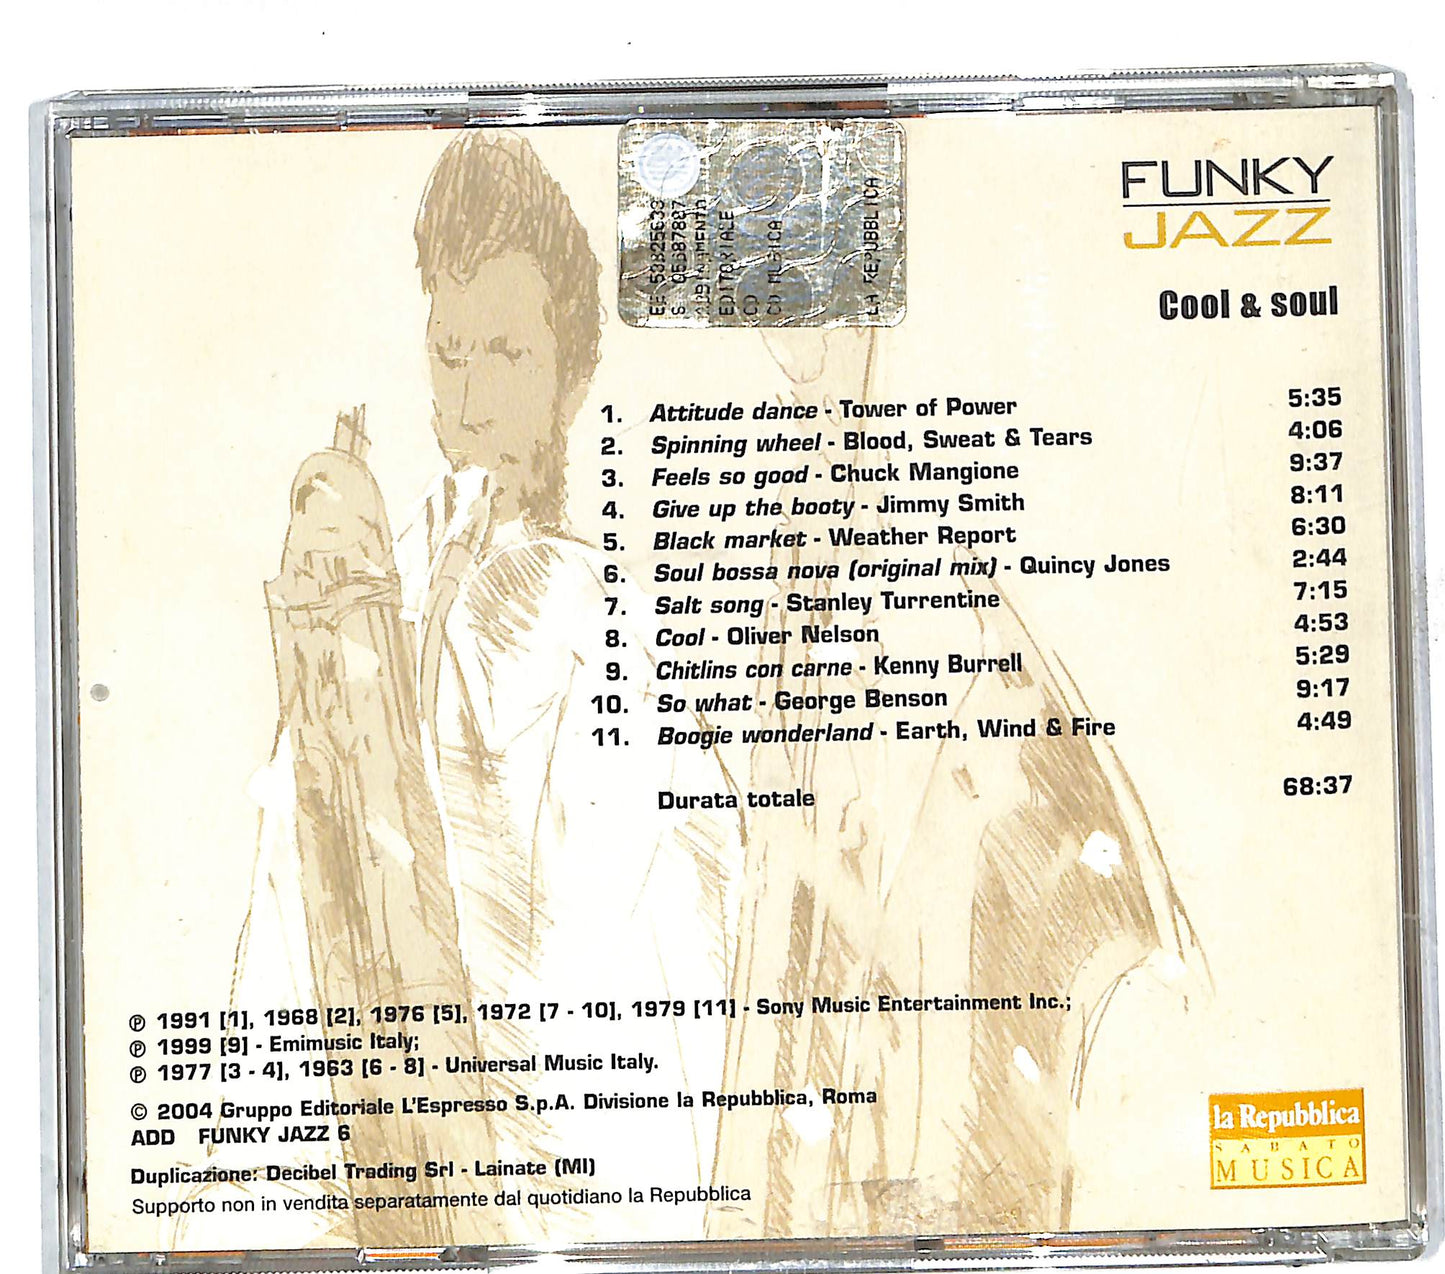 FUNKY
JAZZ
Cool & soul
EDITORIALE
CD
CD MUSICA
LA REPUBBLICA
1. Attitude dance - Tower of Power 5:35
2. Spinning wheel - Blood, Sweat & Tears 4:06
3. Feels so good - Chuck Mangione 9:37
4. Give up the booty - Jimmy Smith 8:11
5. Black market - Weather Report 6:30
6. Soul bossa nova (original mix) - Quincy Jones 2:44
7. Salt song - Stanley Turrentine 7:15
8. Cool - Oliver Nelson 4:53
9. Chitlins con carne - Kenny Burrell 5:29
10. So what - George Benson 9:17
11. Boogie wonderland - Earth, Wind & Fire 4:49
Durata totale 68:37
℗ 1991 [1], 1968 [2], 1976 [5], 1972 [7 - 10], 1979 [11] - Sony Music Entertainment Inc.;
℗ 1999 [9] - Emimusic Italy;
℗ 1977 [3 - 4], 1963 [6 - 8] - Universal Music Italy.
© 2004 Gruppo Editoriale L'Espresso S.p.A. Divisione la Repubblica, Roma
ADD FUNKY JAZZ 6
Duplicazione: Decibel Trading Srl - Lainate (MI)
Supporto non in vendita separatamente dal quotidiano la Repubblica
la Repubblica
SABATO
MUSICA